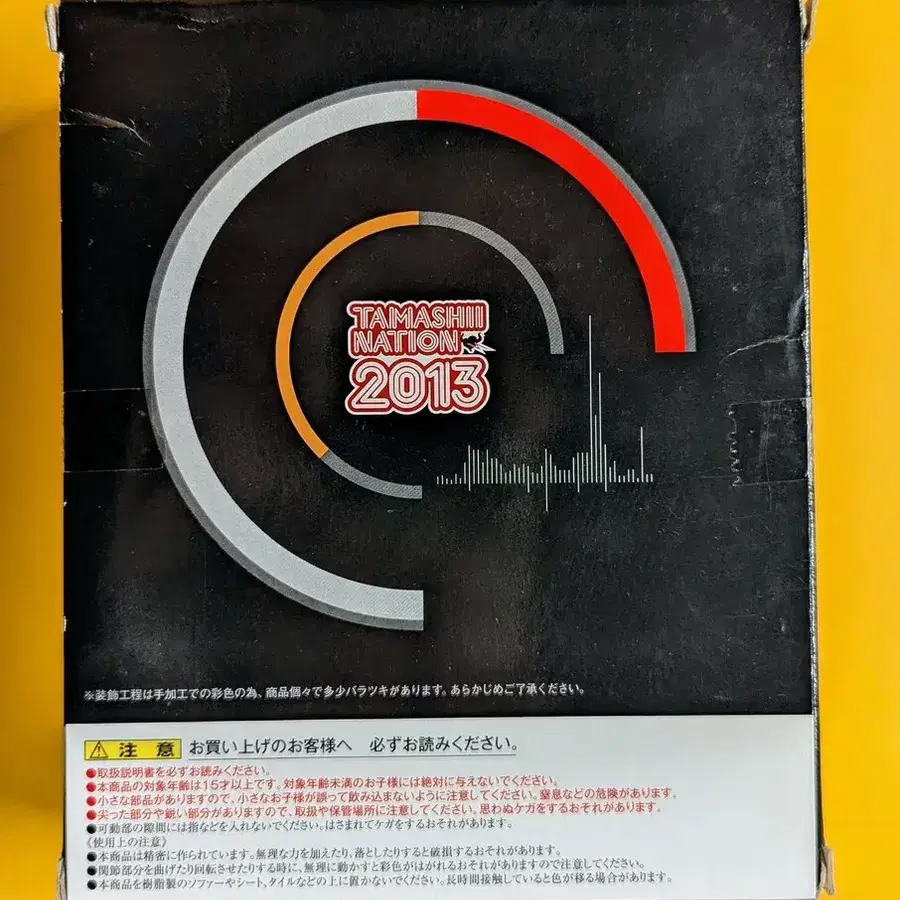 TAMASHII
NATION
2013
※装飾工程は手加工での彩色の為、商品個々で多少バラツキがあります。あらかじめご了承ください。
注意 お買い上げのお客様へ 必ずお読みください。
●取扱説明書を必ずお読みください。
●本商品の対象年齢は15才以上です。対象年齢未満のお子様には絶対に与えないでください。
●小さな部品がありますので、小さなお子様が誤って飲み込まないように注意してください。窒息などの危険があります。
●尖った部分や鋭い部分がありますので、取扱や保管場所に注意してください。思わぬケガをするおそれがあります。
●可動部の隙間には指などを入れないでください。はさまれてケガをするおそれがあります。
《使用上の注意》
●本商品は精密に作られています。無理な力を加えたり、落としたりすると破損するおそれがあります。
●関節部分を曲げたり回転させたりする時に、無理に動かすと彩色がはがれるおそれがありますので注意してください。
●本商品を樹脂製のソファーやシート、タイルなどの上に置かないでください。長時間接触していると色が移る場合があります。